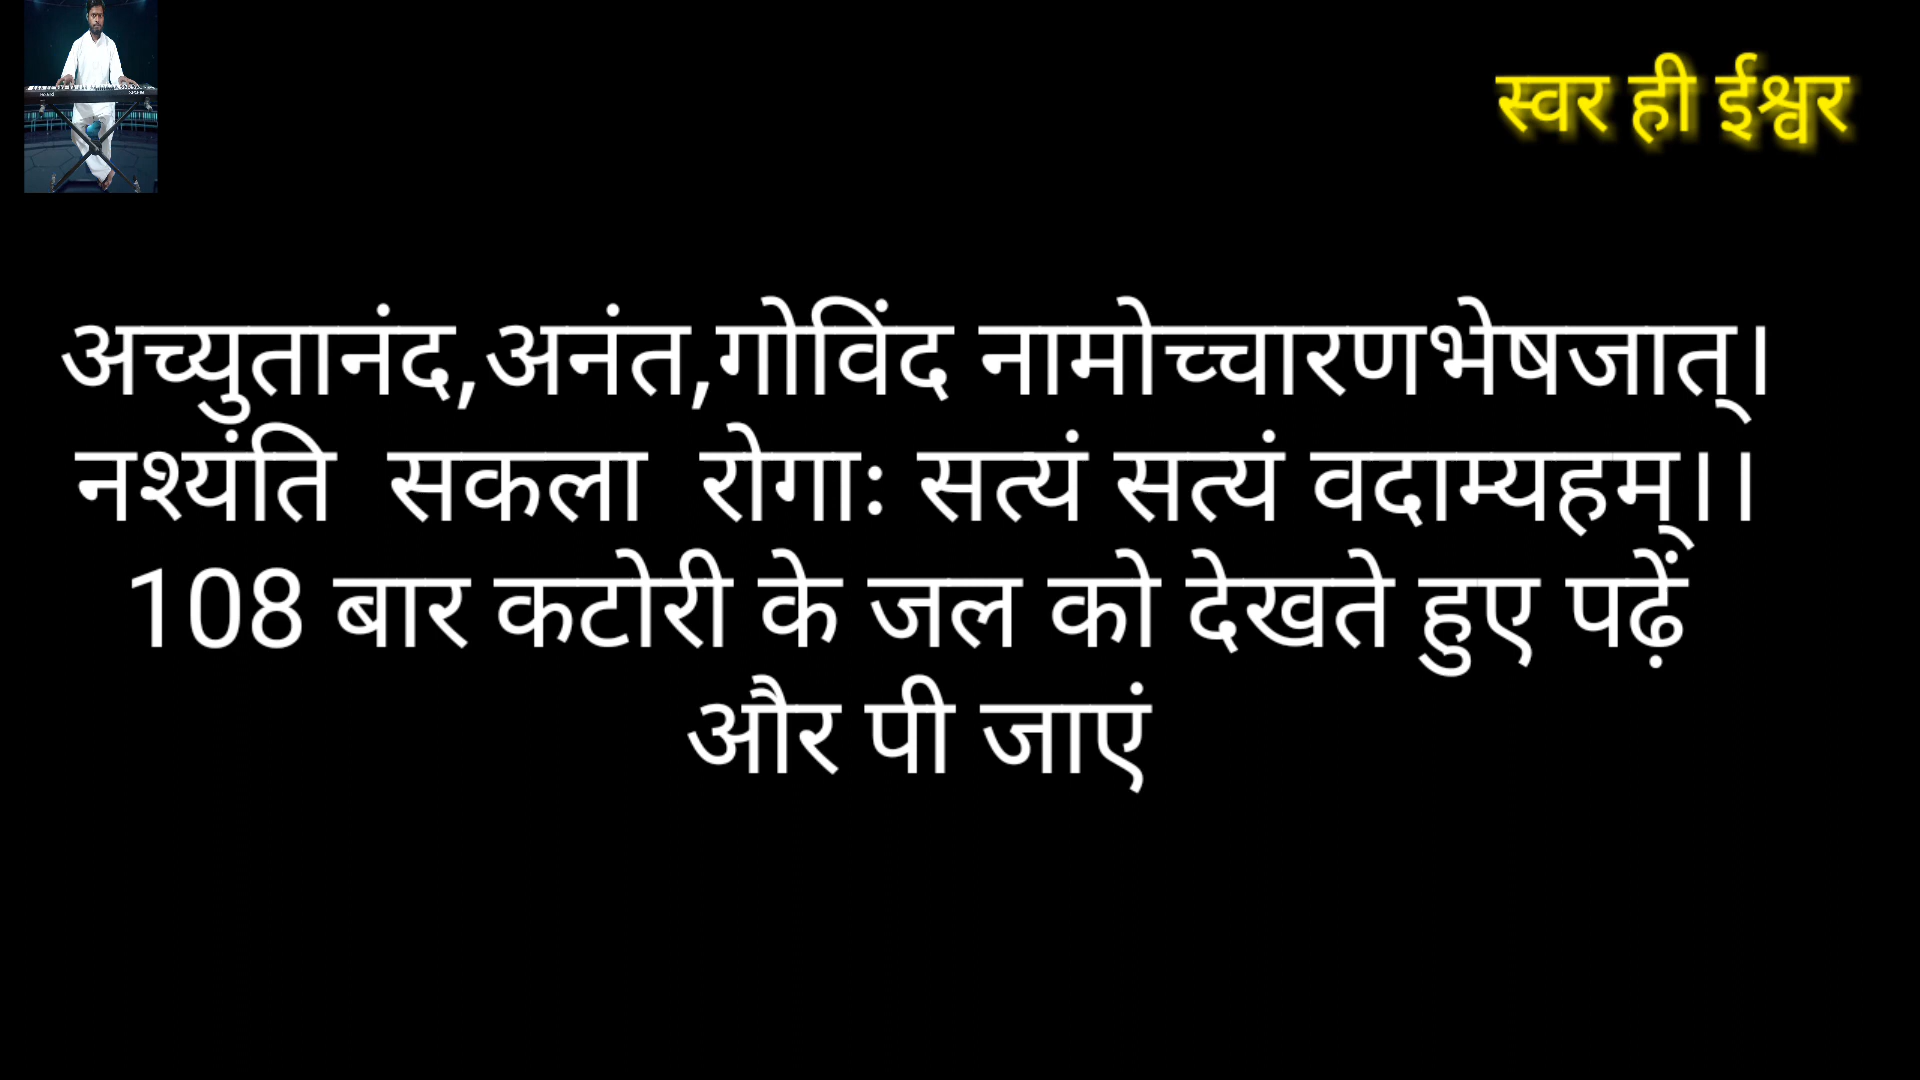 स्वर ही ईश्वर
अच्युतानंद,अनंत,गोविंद नामोच्चारणभेषजात्।
नश्यंति  सकला  रोगाः सत्यं सत्यं वदाम्यहम्।।
108 बार कटोरी के जल को देखते हुए पढ़ें
और पी जाएं